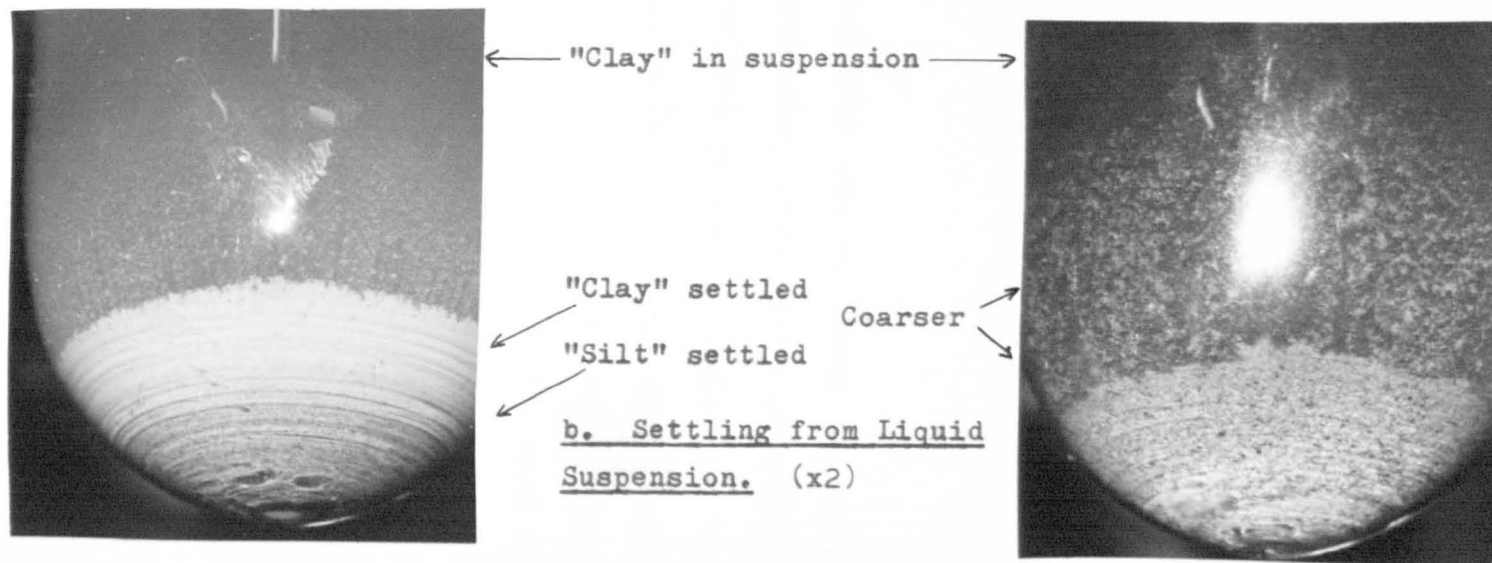 "Clay" in suspension
"Clay" settled
Coarser
"Silt" settled
b. Settling from Liquid
Suspension. (x2)